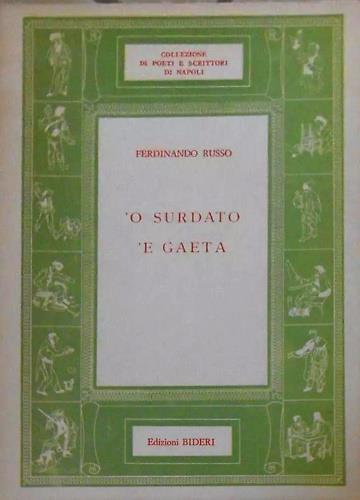 COLLEZIONE
DI POETI E SCRITTORI
DI NAPOLI
FERDINANDO RUSSO
'O SURDATO
'E GAETA
Edizioni BIDERI